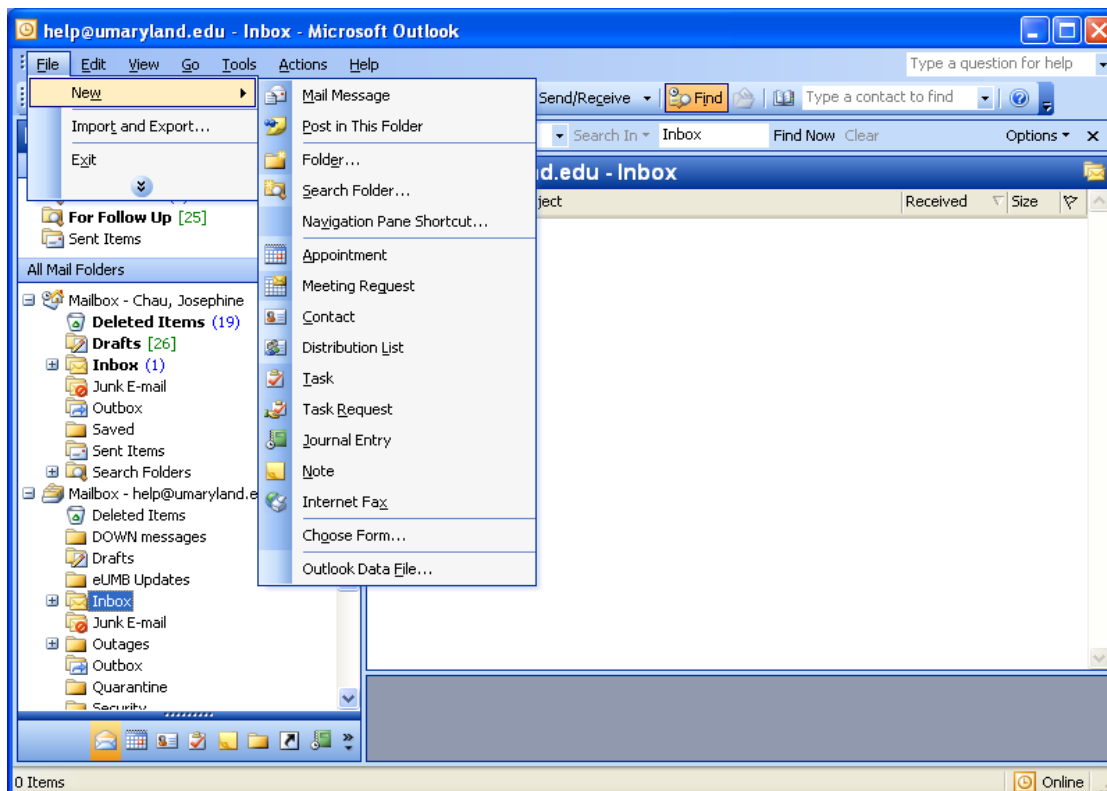 help@umaryland.edu - Inbox - Microsoft Outlook
File Edit View Go Tools Actions Help Type a question for help
New
Import and Export...
Exit
Mail Message
Post in This Folder
Folder...
Search Folder...
Navigation Pane Shortcut...
Appointment
Meeting Request
Contact
Distribution List
Task
Task Request
Journal Entry
Note
Internet Fax
Choose Form...
Outlook Data File...
Send/Receive Find Type a contact to find
Search In Inbox Find Now Clear Options
d.edu - Inbox
ject Received Size
For Follow Up [25]
Sent Items
All Mail Folders
Mailbox - Chau, Josephine
Deleted Items (19)
Drafts [26]
Inbox (1)
Junk E-mail
Outbox
Saved
Sent Items
Search Folders
Mailbox - help@umaryland.e
Deleted Items
DOWN messages
Drafts
eUMB Updates
Inbox
Junk E-mail
Outages
Outbox
Quarantine
Security
0 Items Online